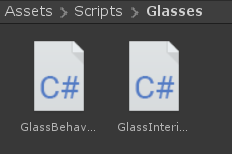 Assets > Scripts > Glasses
C# C#
GlassBehav... GlassInteri...